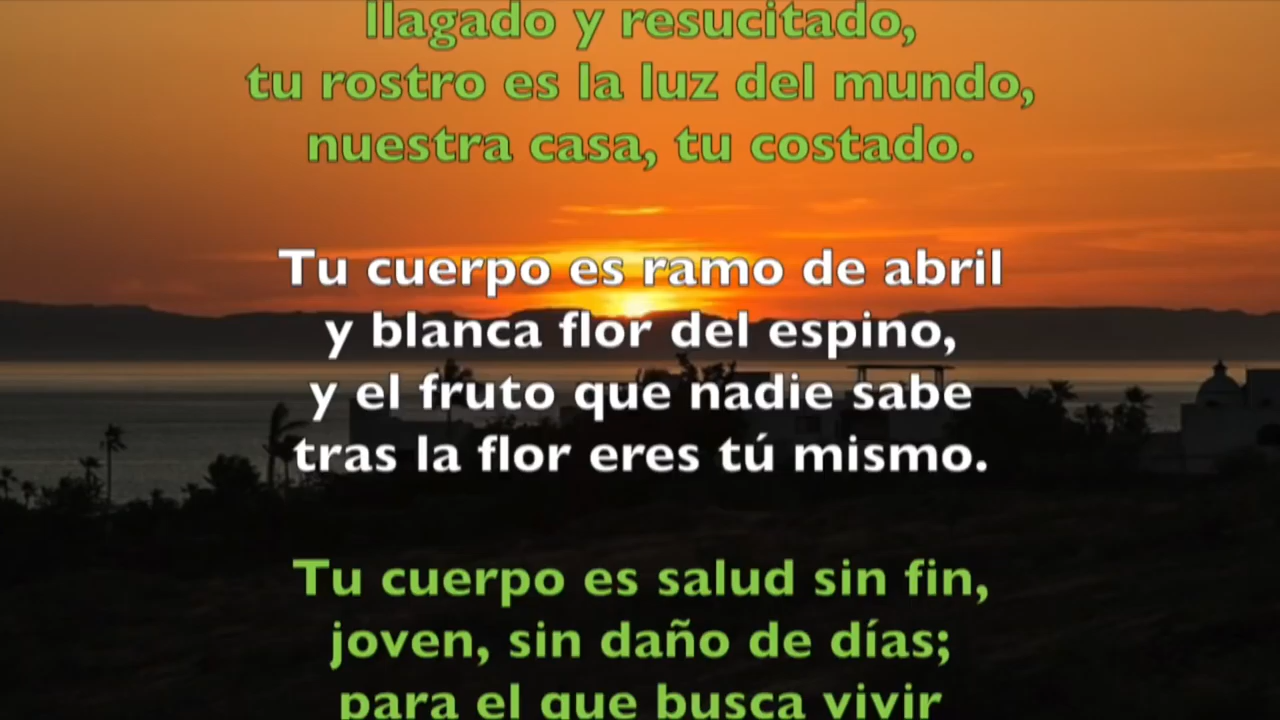 llagado y resucitado,
tu rostro es la luz del mundo,
nuestra casa, tu costado.
Tu cuerpo es ramo de abril
y blanca flor del espino,
y el fruto que nadie sabe
tras la flor eres tú mismo.
Tu cuerpo es salud sin fin,
joven, sin daño de días;
para el que busca vivir